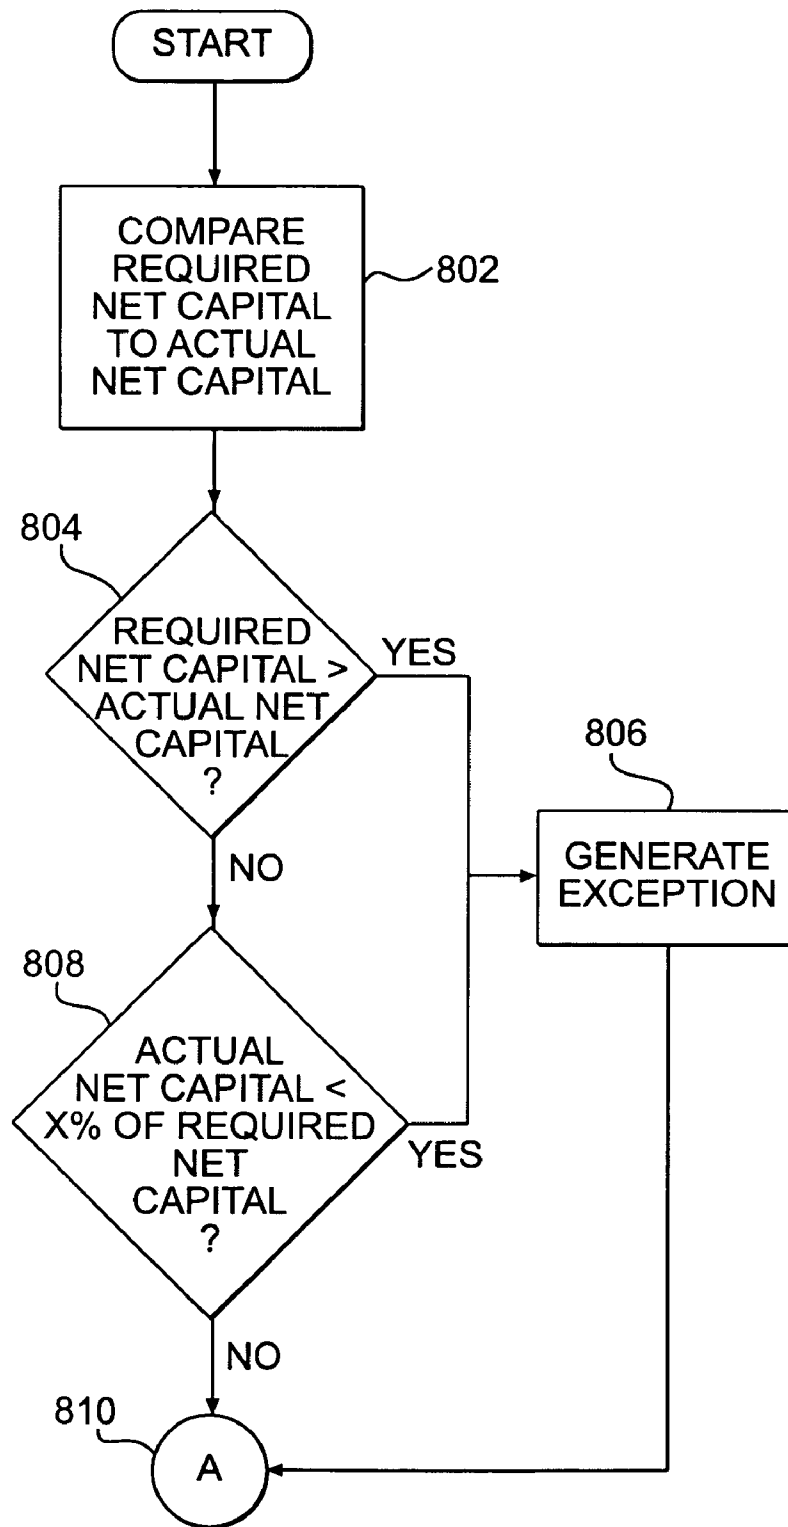 START
COMPARE
REQUIRED
NET CAPITAL
TO ACTUAL
NET CAPITAL
802
804
REQUIRED
NET CAPITAL >
ACTUAL NET
CAPITAL
?
YES
NO
806
GENERATE
EXCEPTION
808
ACTUAL
NET CAPITAL <
X% OF REQUIRED
NET
CAPITAL
?
YES
NO
810
A